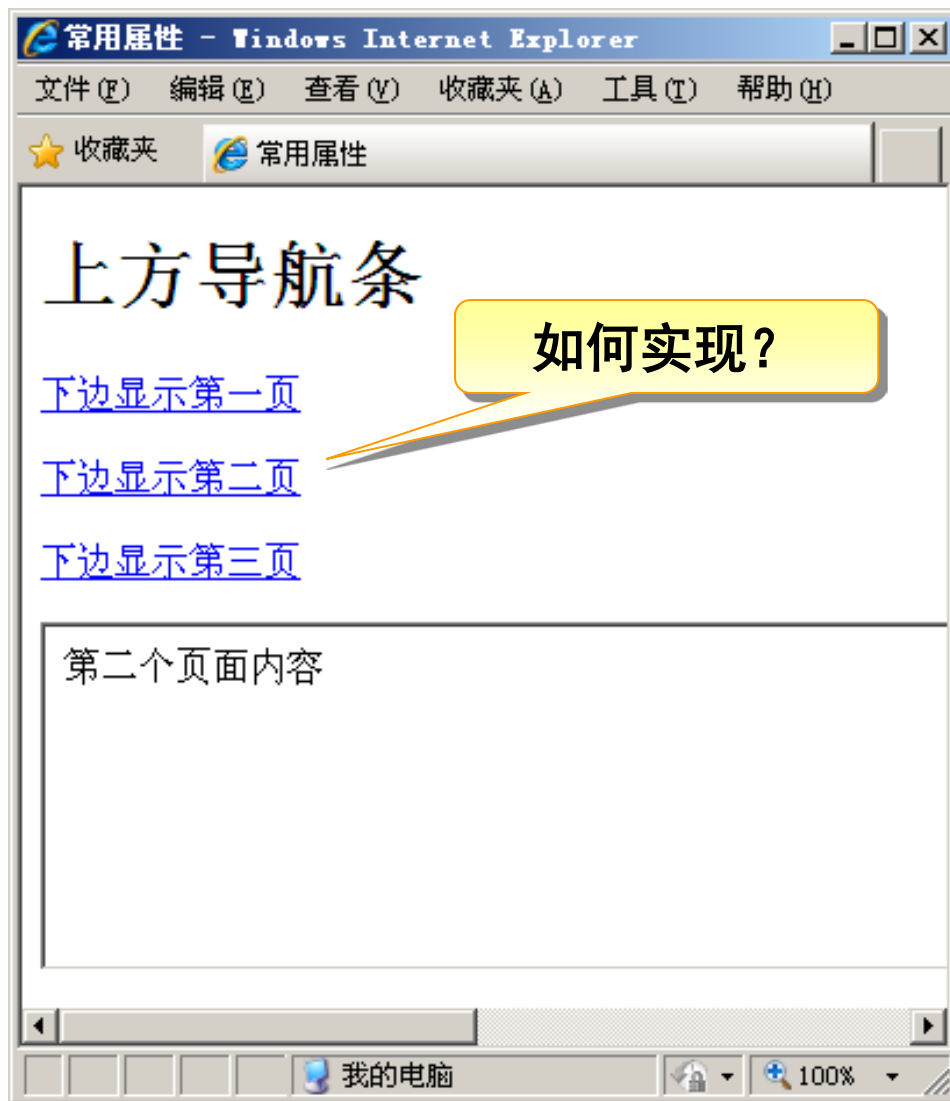 常用属性 - Windows Internet Explorer
文件(F) 编辑(E) 查看(V) 收藏夹(A) 工具(T) 帮助(H)
收藏夹 常用属性
上方导航条
如何实现？
下边显示第一页
下边显示第二页
下边显示第三页
第二个页面内容
我的电脑 100%